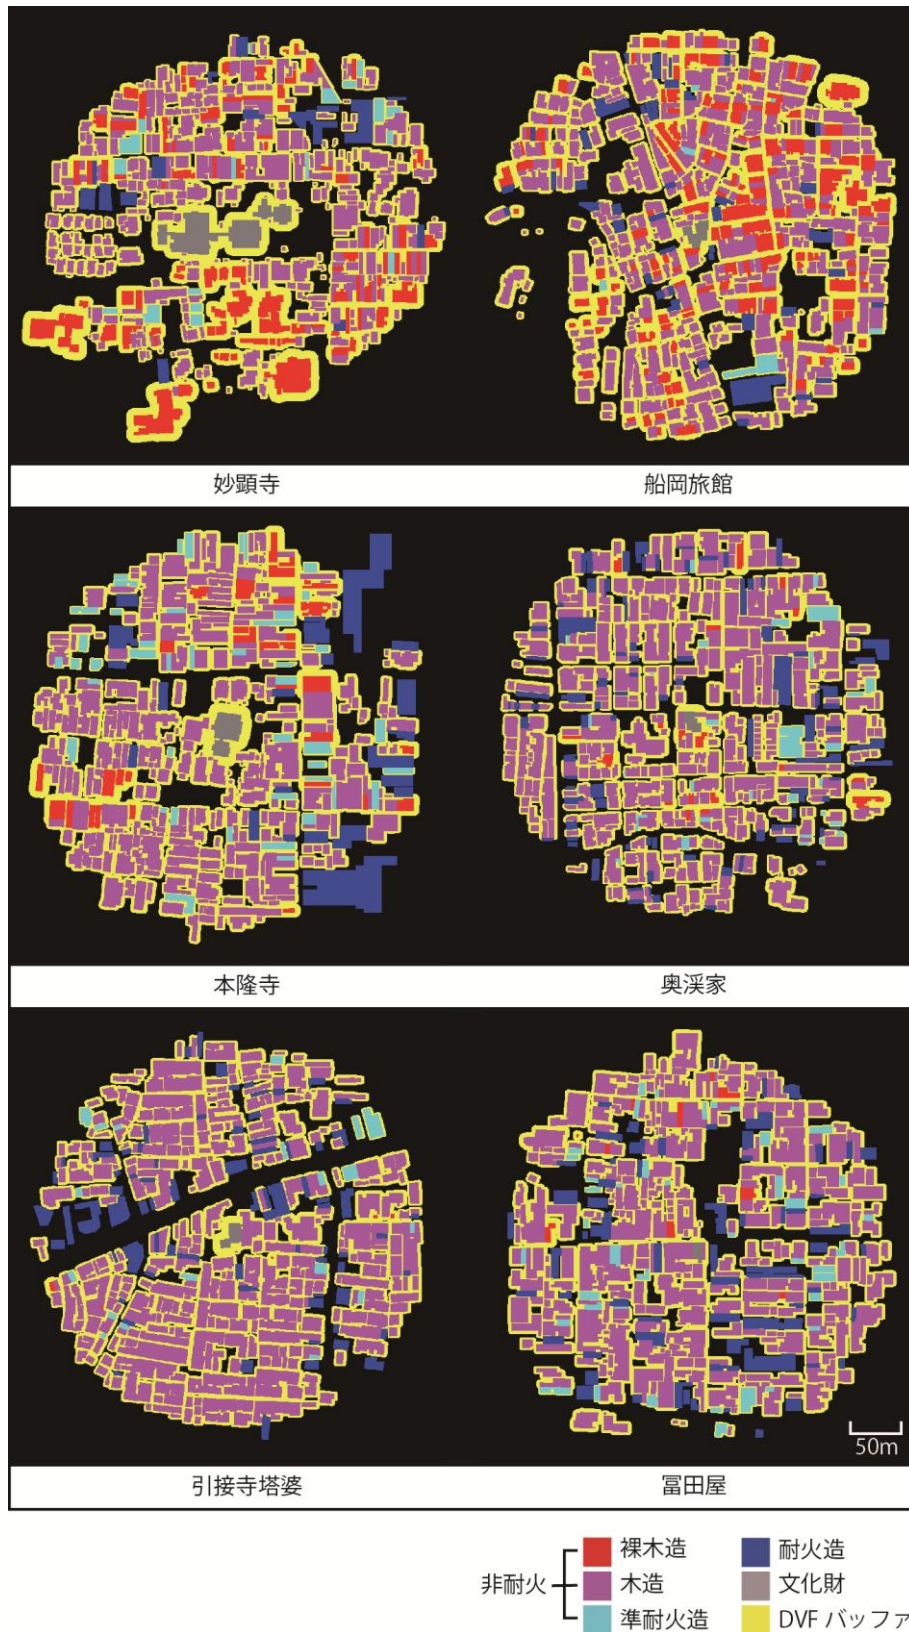 妙顕寺
船岡旅館
本隆寺
奥渓家
50m
引接寺塔婆
冨田屋
非耐火
裸木造
耐火造
木造
文化財
準耐火造
DVF バッファ